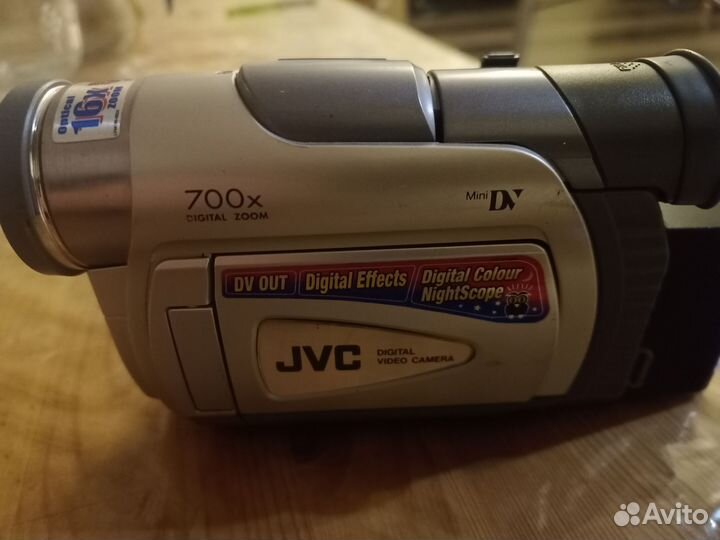 Optical
16X
ZOOM
700x
DIGITAL ZOOM
Mini DV
DV OUT
Digital Effects
Digital Colour
NightScope
JVC
DIGITAL
VIDEO CAMERA
Avito